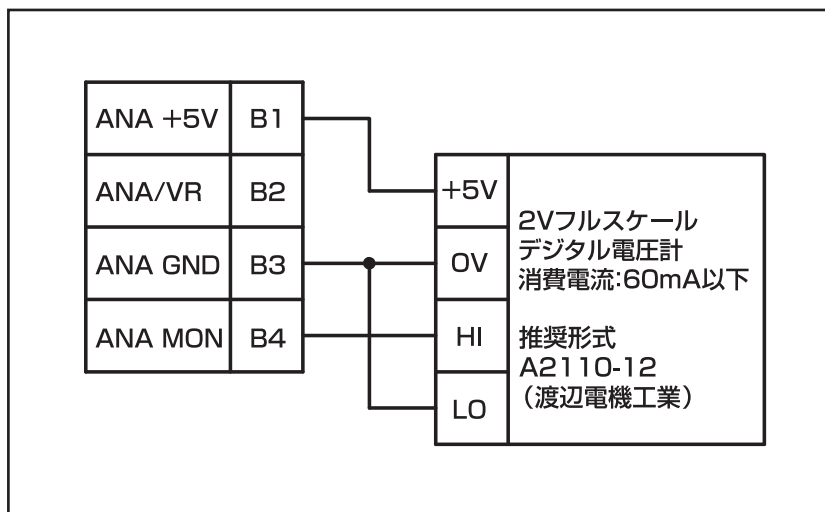 ANA +5V B1
ANA/VR B2
ANA GND B3
ANA MON B4
+5V
0V
HI
LO
2Vフルスケール
デジタル電圧計
消費電流:60mA以下
推奨形式
A2110-12
（渡辺電機工業）